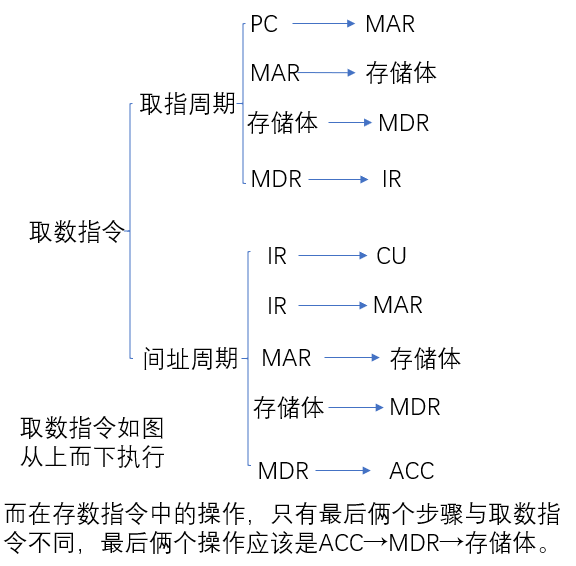 PC → MAR
MAR → 存储体
取指周期
存储体 → MDR
MDR → IR
取数指令
IR → CU
IR → MAR
间址周期
MAR → 存储体
存储体 → MDR
MDR → ACC
取数指令如图
从上而下执行
而在存数指令中的操作，只有最后俩个步骤与取数指
令不同，最后俩个操作应该是ACC→MDR→存储体。